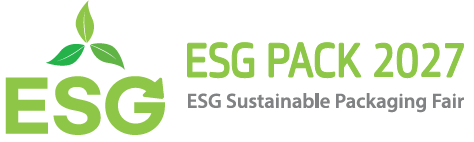 ESG
ESG PACK 2027
ESG Sustainable Packaging Fair